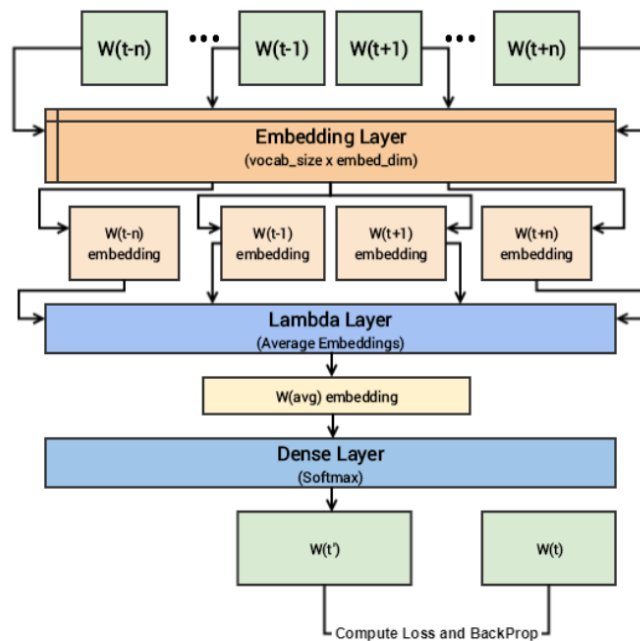 W(t-n) ••• W(t-1) W(t+1) ••• W(t+n)
Embedding Layer
(vocab_size x embed_dim)
W(t-n)
embedding
W(t-1)
embedding
W(t+1)
embedding
W(t+n)
embedding
Lambda Layer
(Average Embeddings)
W(avg) embedding
Dense Layer
(Softmax)
W(t') W(t)
Compute Loss and BackProp